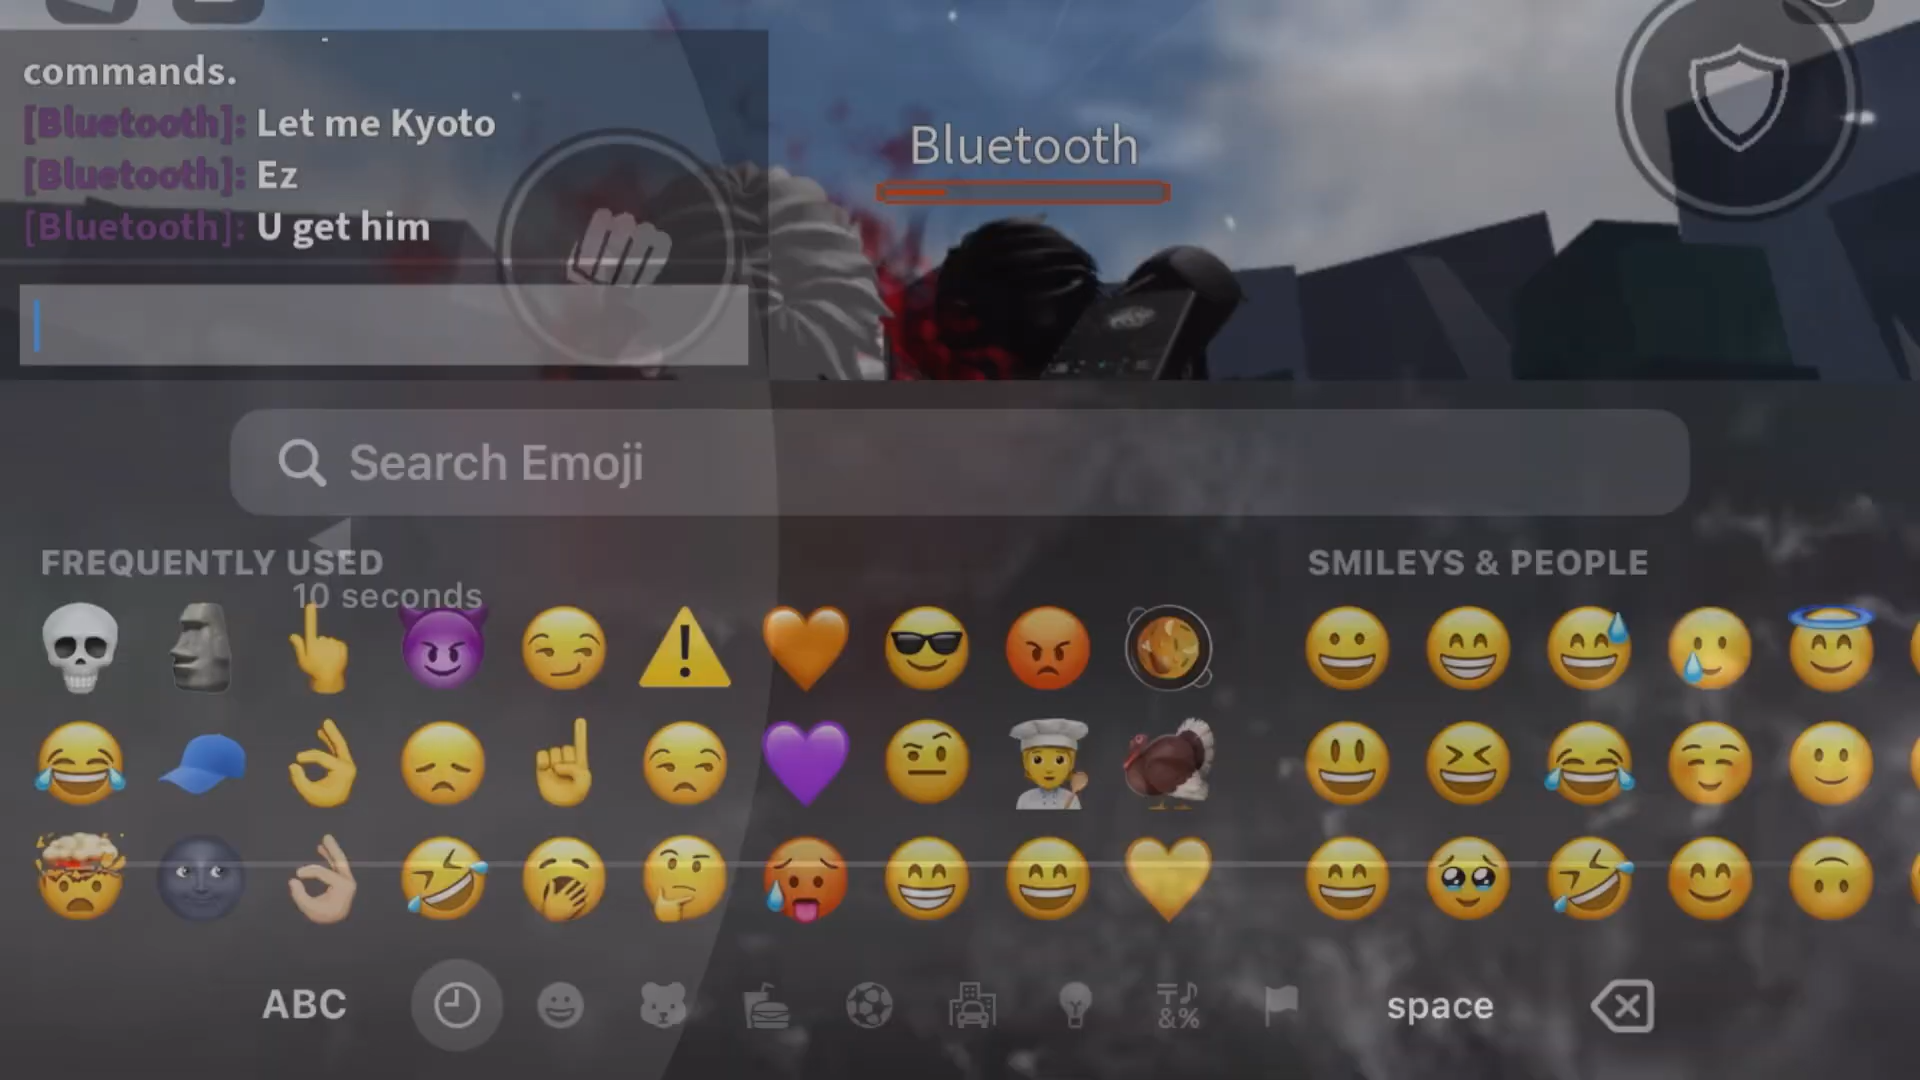 commands.
[Bluetooth]: Let me Kyoto
[Bluetooth]: Ez
[Bluetooth]: U get him
Bluetooth
Search Emoji
FREQUENTLY USED
SMILEYS & PEOPLE
10 seconds
ABC
space